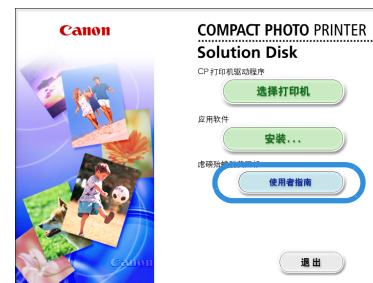 Canon
COMPACT PHOTO PRINTER
Solution Disk
CP 打印机驱动程序
选择打印机
应用软件
安装...
使用者指南
Canon
退出